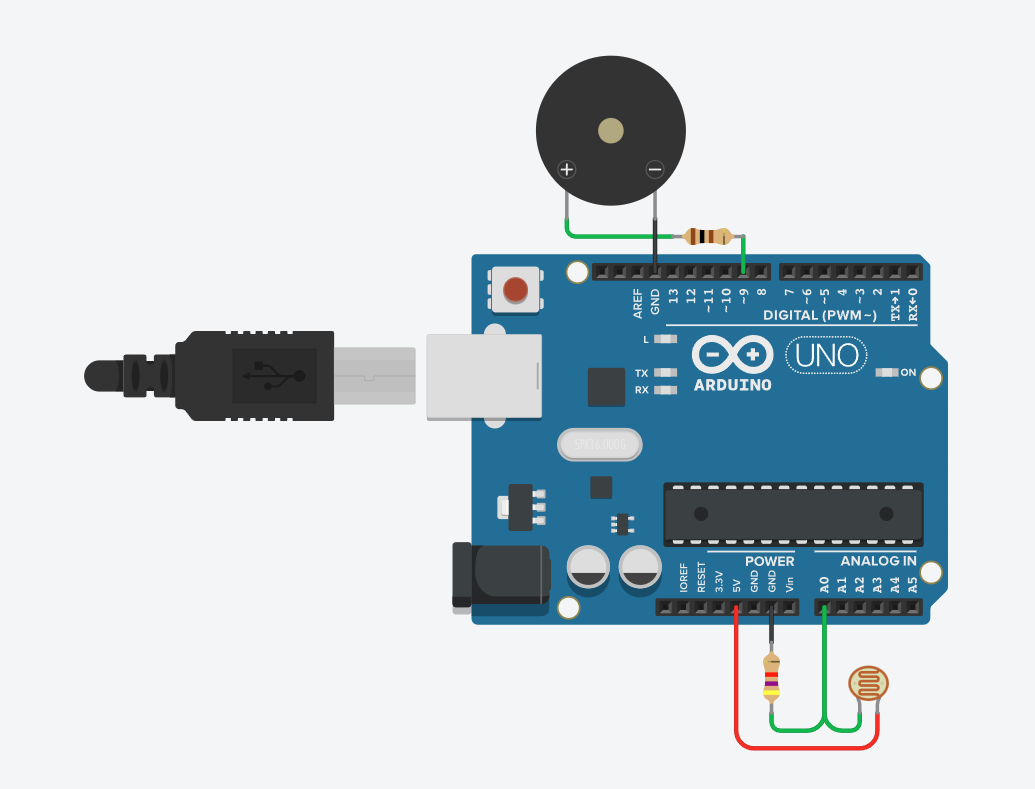 + −
AREF
GND
13
12
~11
~10
~9
8
7
~6
~5
4
~3
2
TX→1
RX←0
DIGITAL (PWM~)
L
TX
RX
ARDUINO
UNO
ON
SPK16.000G
POWER
ANALOG IN
IOREF
RESET
3.3V
5V
GND
GND
Vin
A0
A1
A2
A3
A4
A5